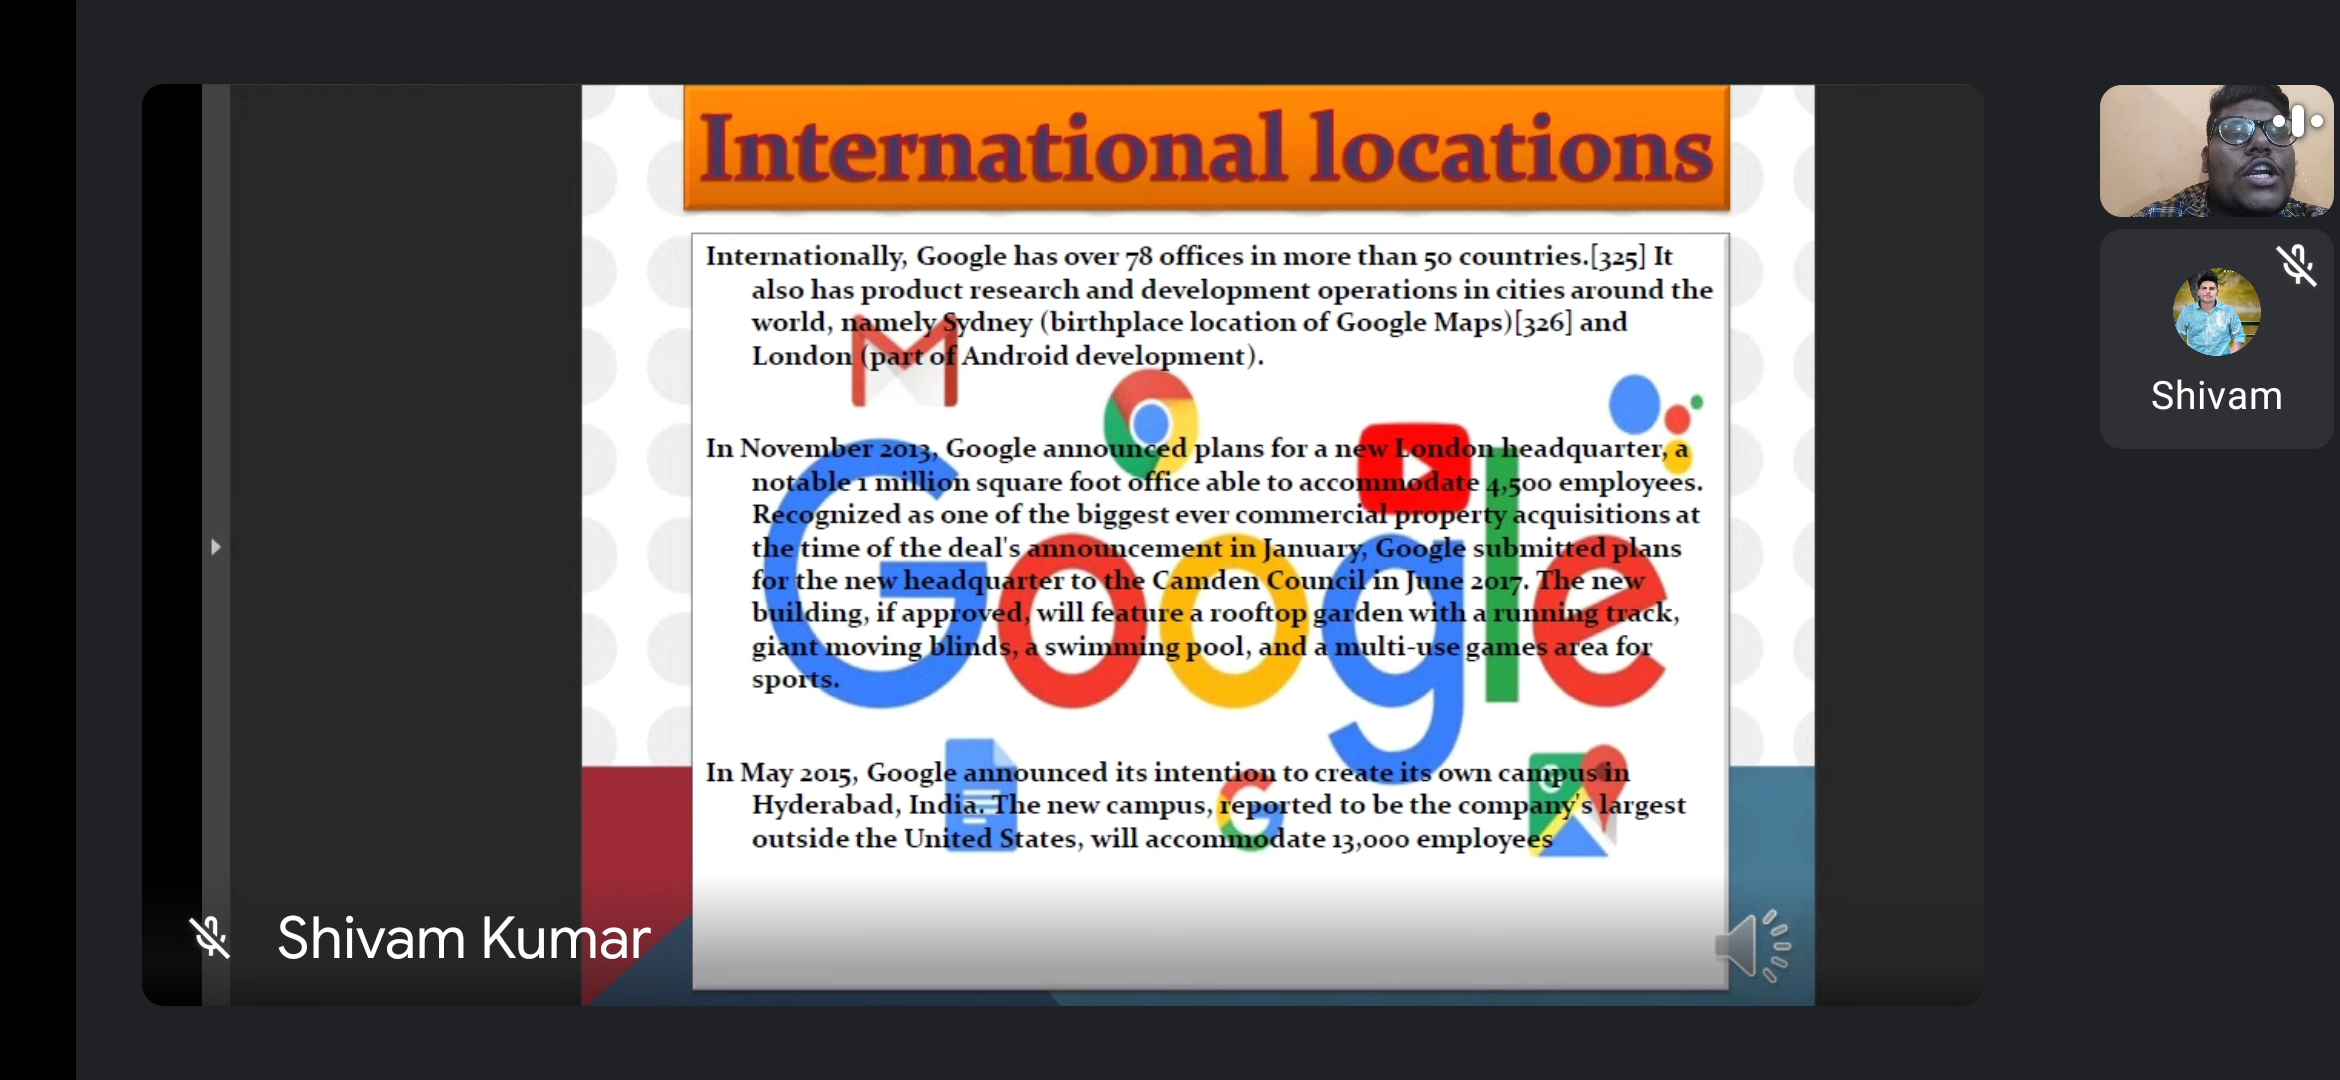 International locations
Internationally, Google has over 78 offices in more than 50 countries.[325] It
also has product research and development operations in cities around the
world, namely Sydney (birthplace location of Google Maps)[326] and
London (part of Android development).
In November 2013, Google announced plans for a new London headquarter, a
notable 1 million square foot office able to accommodate 4,500 employees.
Recognized as one of the biggest ever commercial property acquisitions at
the time of the deal's announcement in January, Google submitted plans
for the new headquarter to the Camden Council in June 2017. The new
building, if approved, will feature a rooftop garden with a running track,
giant moving blinds, a swimming pool, and a multi-use games area for
sports.
In May 2015, Google announced its intention to create its own campus in
Hyderabad, India. The new campus, reported to be the company's largest
outside the United States, will accommodate 13,000 employees
Google
Shivam Kumar
Shivam